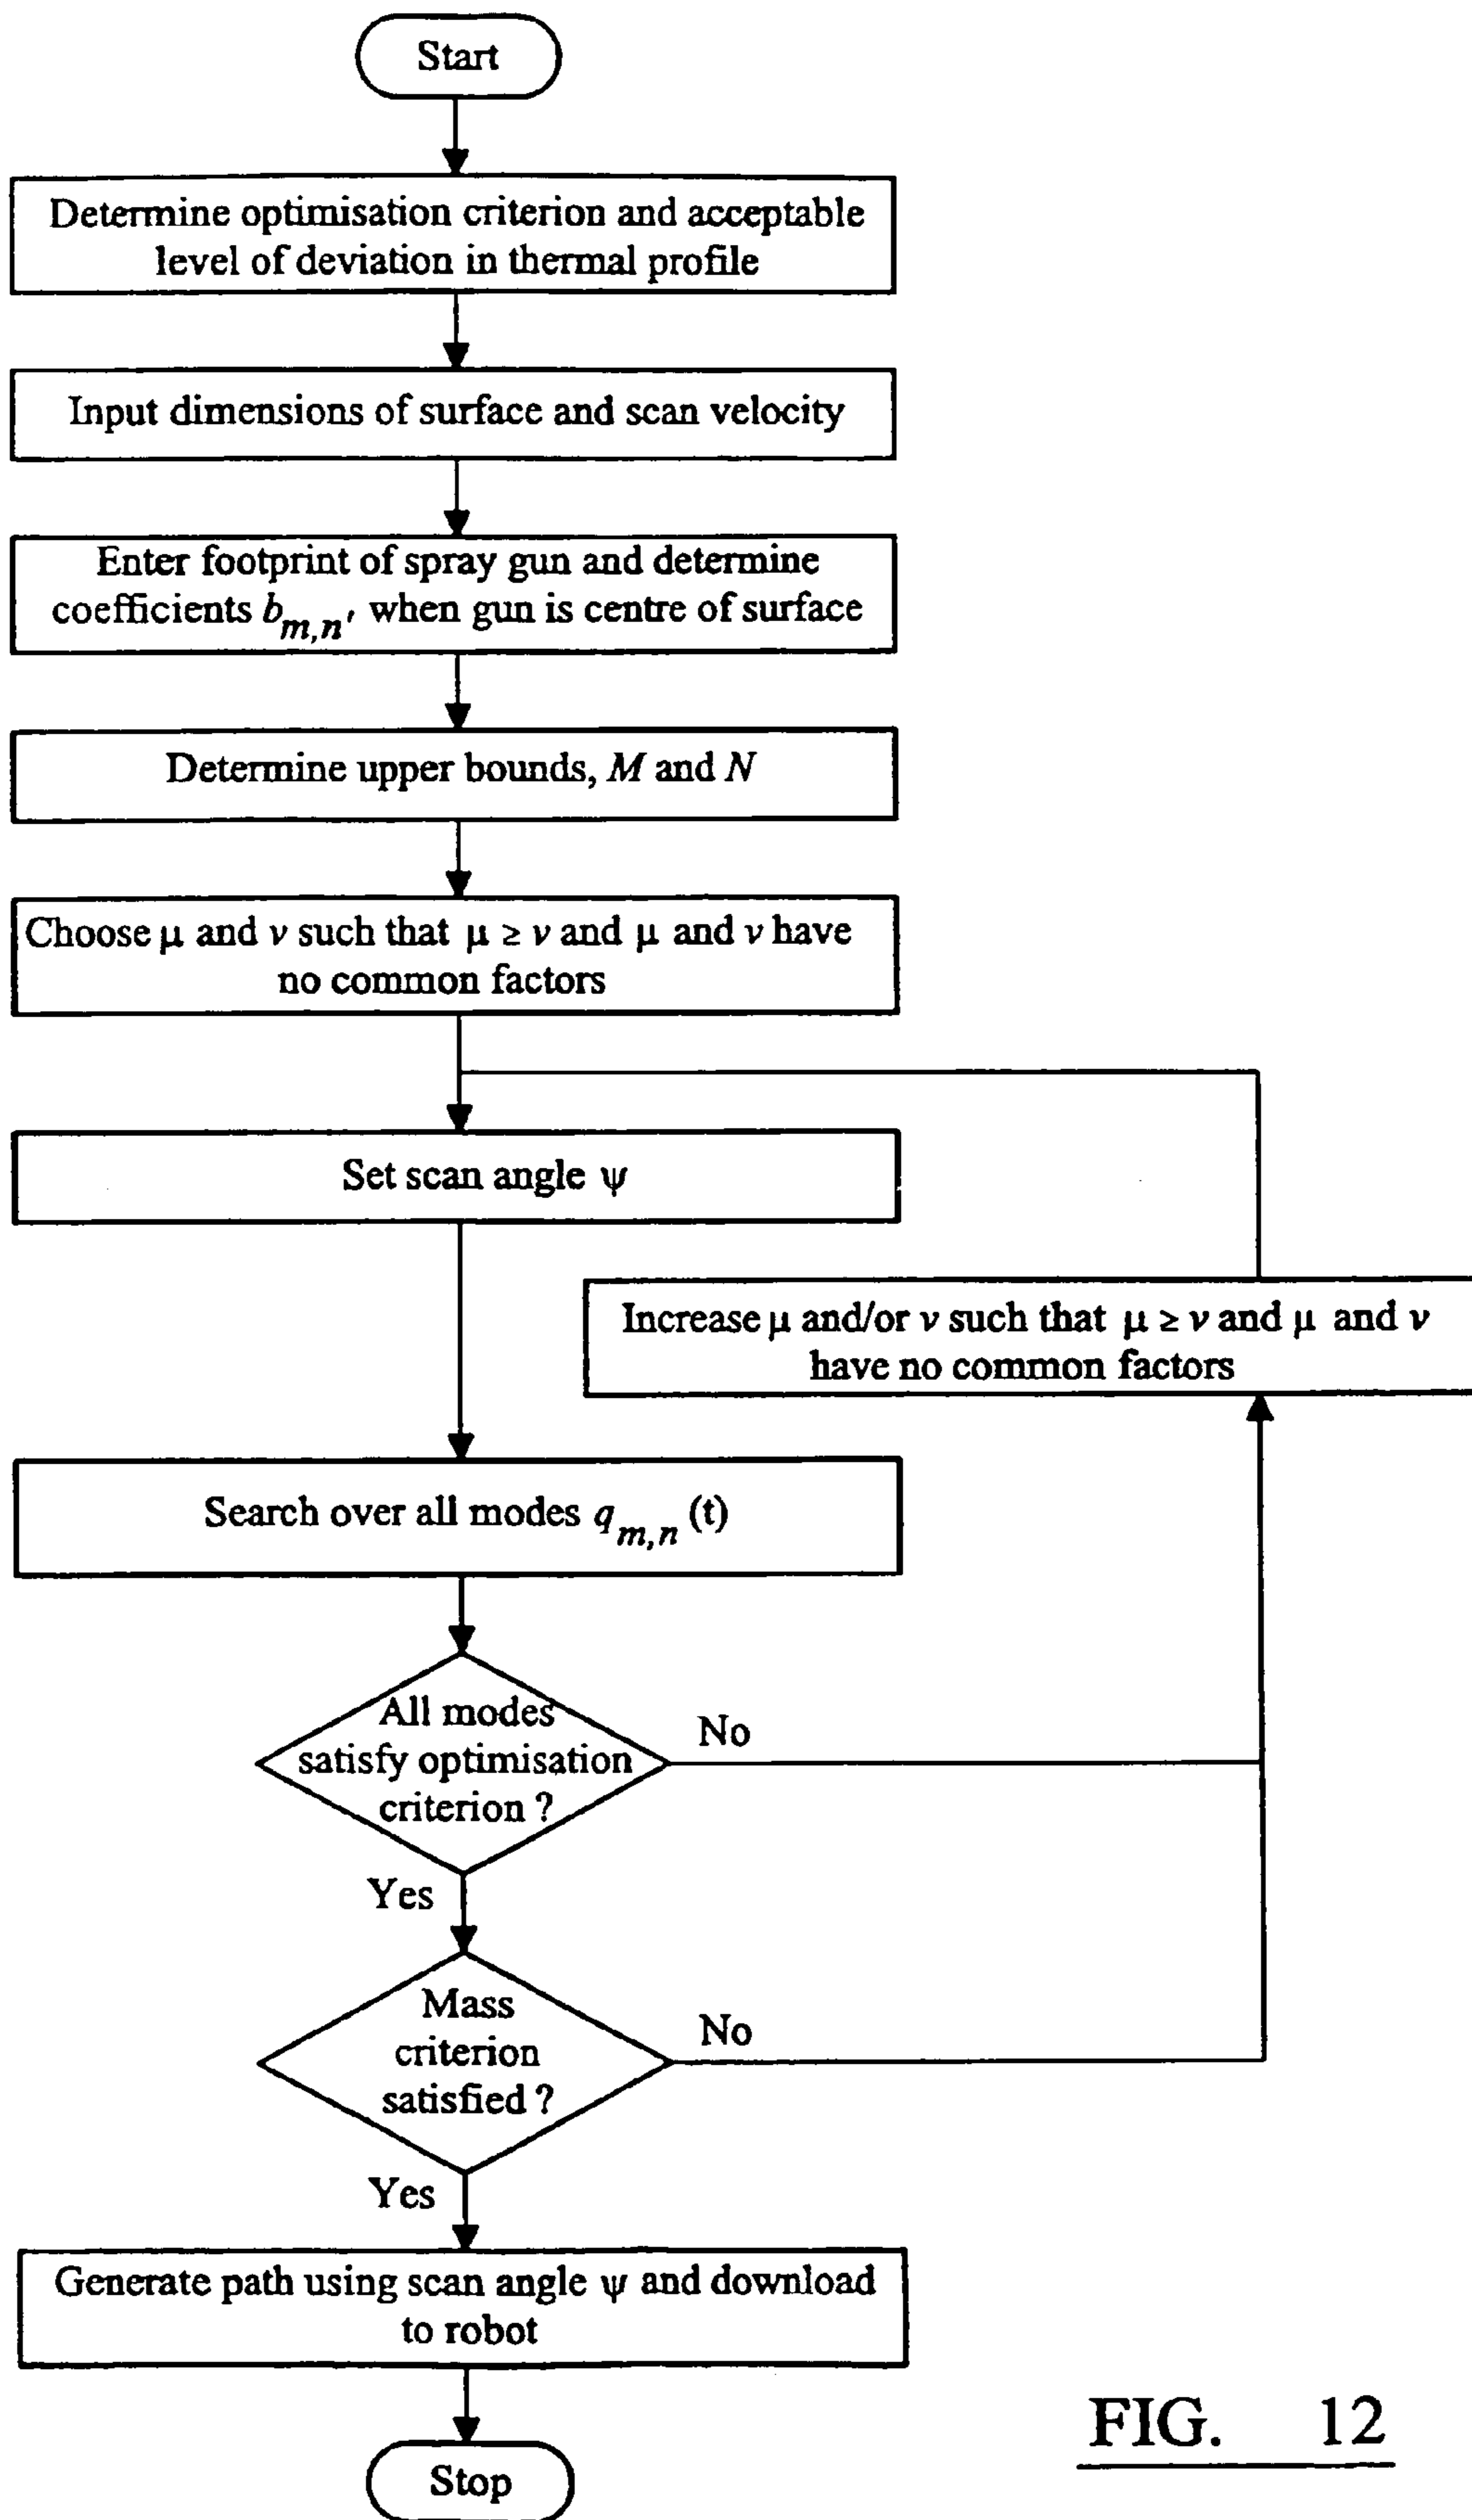 Start
Determine optimisation criterion and acceptable
level of deviation in thermal profile
Input dimensions of surface and scan velocity
Enter footprint of spray gun and determine
coefficients b m,n, when gun is centre of surface
Determine upper bounds, M and N
Choose μ and ν such that μ ≥ ν and μ and ν have
no common factors
Set scan angle ψ
Increase μ and/or ν such that μ ≥ ν and μ and ν
have no common factors
Search over all modes q m,n (t)
All modes
satisfy optimisation
criterion ?
No
Yes
Mass
criterion
satisfied ?
No
Yes
Generate path using scan angle ψ and download
to robot
Stop
FIG. 12